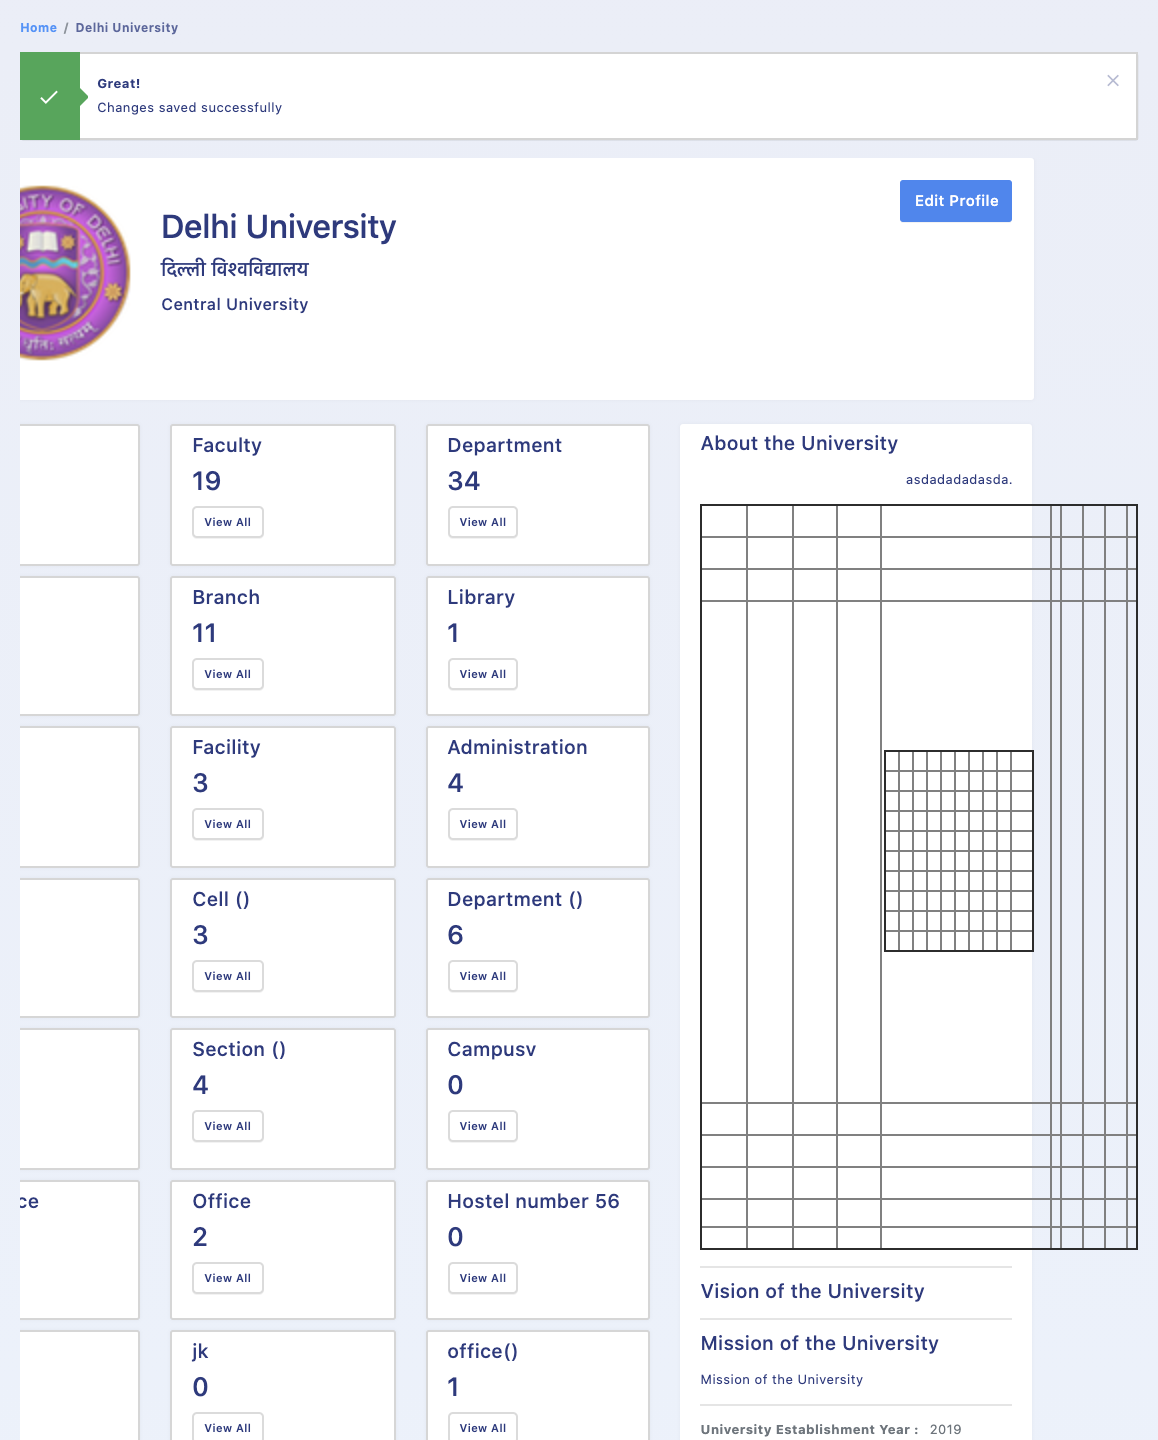 Home / Delhi University
Great!
Changes saved successfully
ITY OF DELHI
Delhi University
दिल्ली विश्वविद्यालय
Central University
Edit Profile
Faculty
19
View All
Department
34
View All
Branch
11
View All
Library
1
View All
Facility
3
View All
Administration
4
View All
Cell ()
3
View All
Department ()
6
View All
Section ()
4
View All
Campusv
0
View All
ce
Office
2
View All
Hostel number 56
0
View All
jk
0
View All
office()
1
View All
About the University
asdadadadasda.
Vision of the University
Mission of the University
Mission of the University
University Establishment Year : 2019